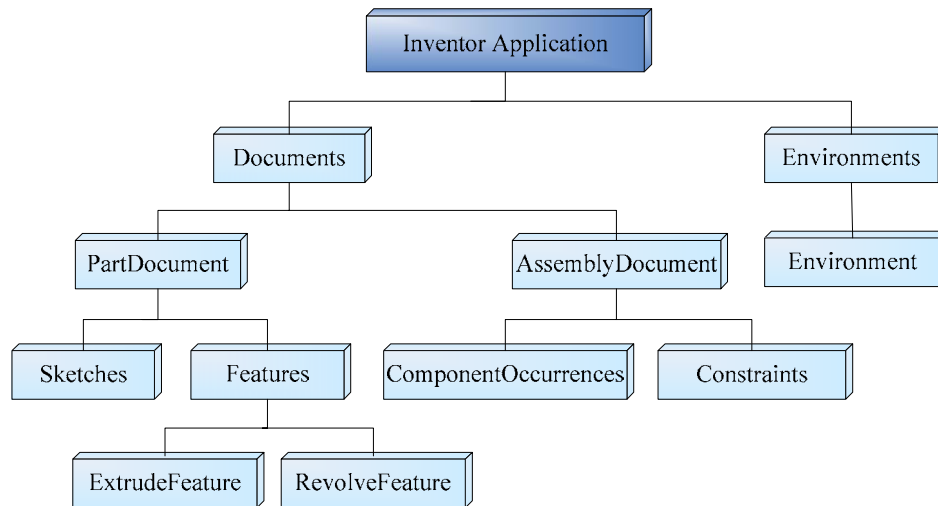 Inventor Application
Documents
Environments
PartDocument
AssemblyDocument
Environment
Sketches
Features
ComponentOccurrences
Constraints
ExtrudeFeature
RevolveFeature